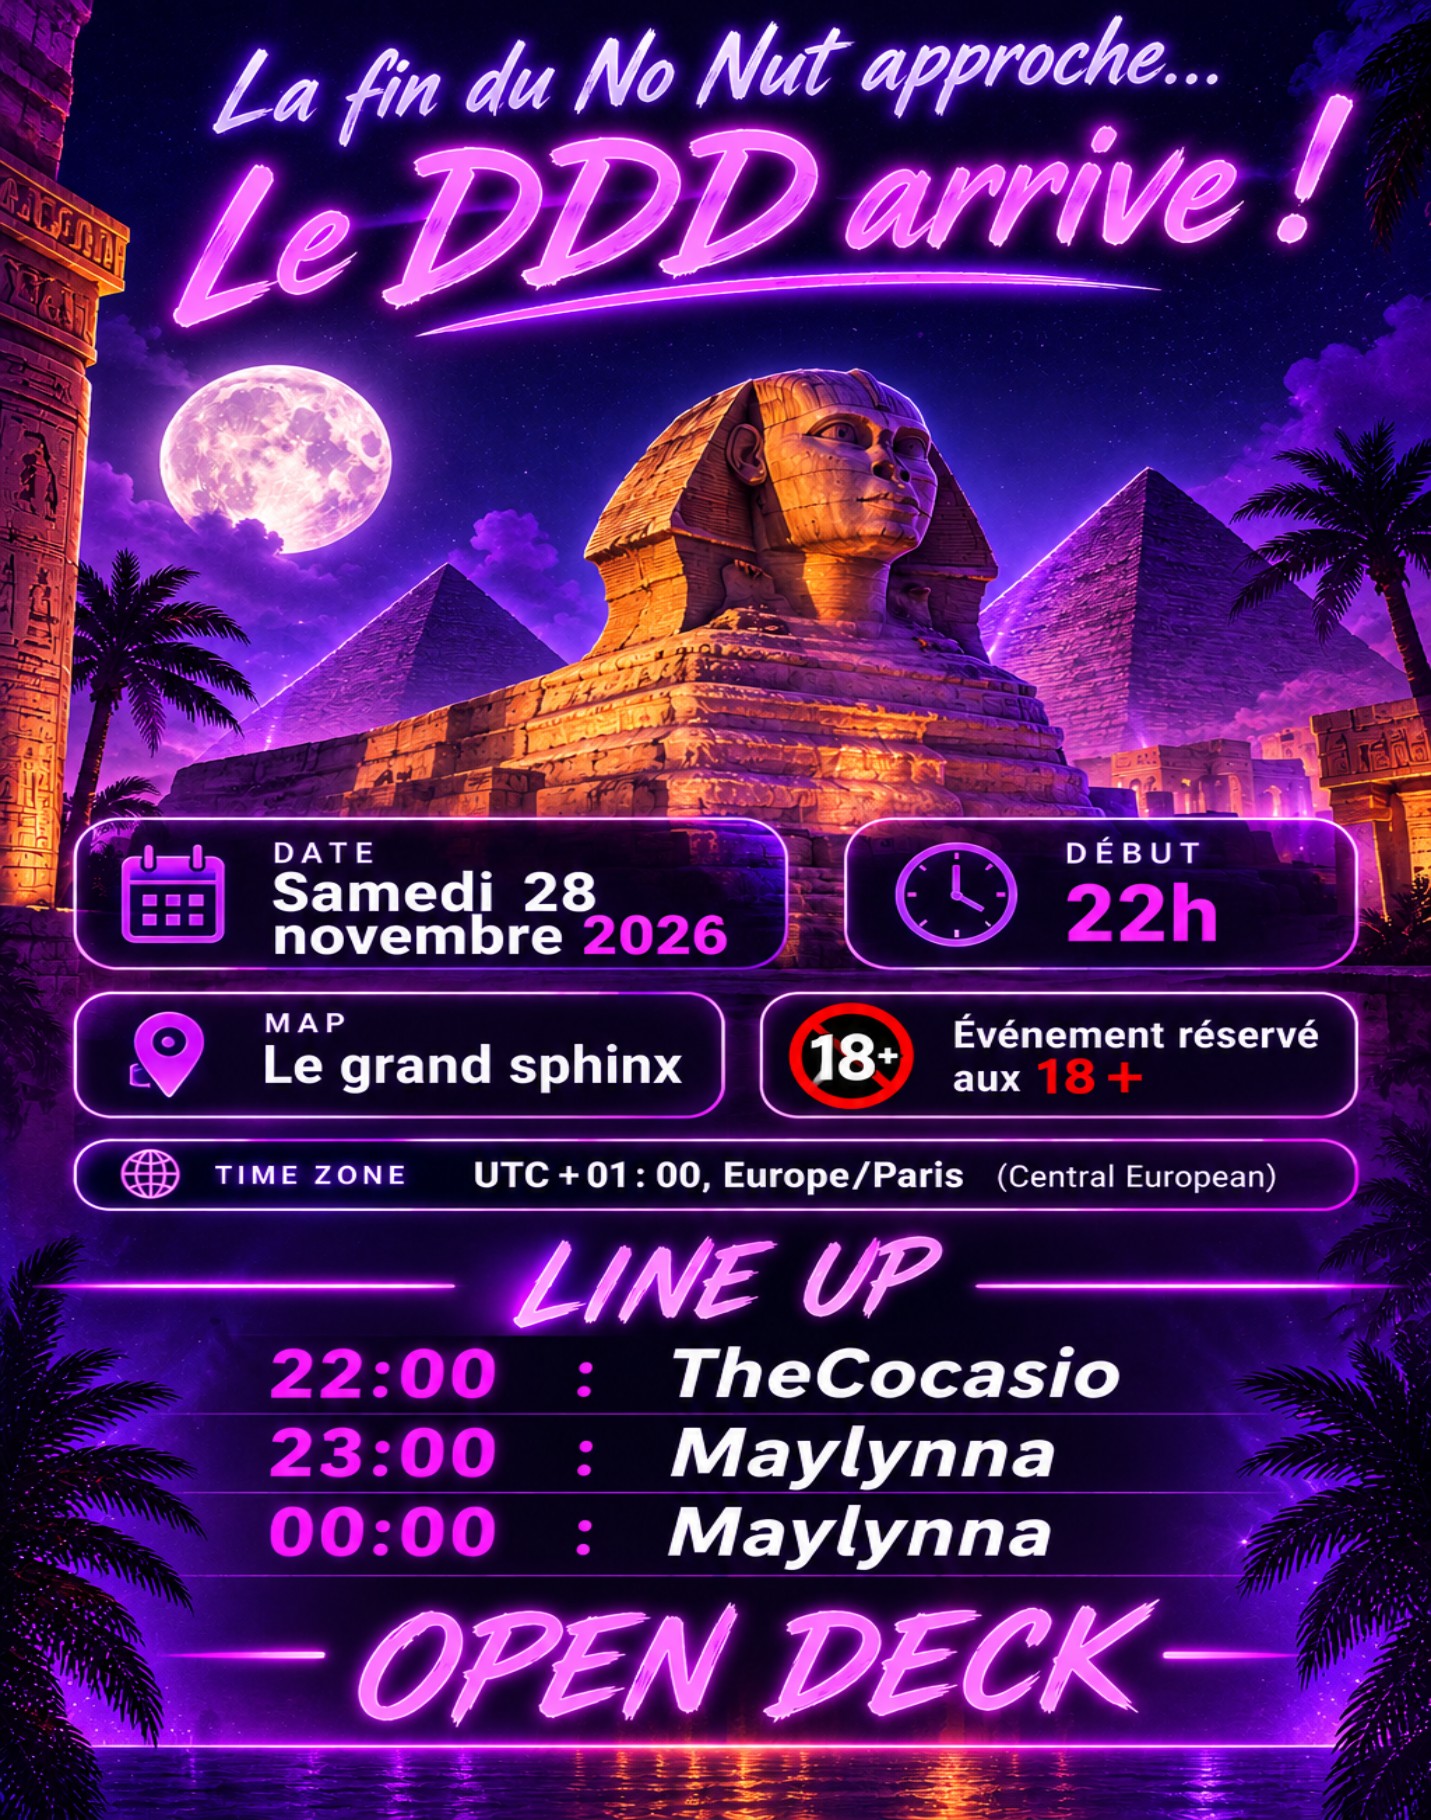 La fin du No Nut approche...
Le DDD arrive !
DATE
Samedi 28
novembre 2026
DÉBUT
22h
MAP
Le grand sphinx
18+
Événement réservé
aux 18 +
TIME ZONE UTC + 01 : 00, Europe/Paris (Central European)
LINE UP
22:00 : TheCocasio
23:00 : Maylynna
00:00 : Maylynna
OPEN DECK